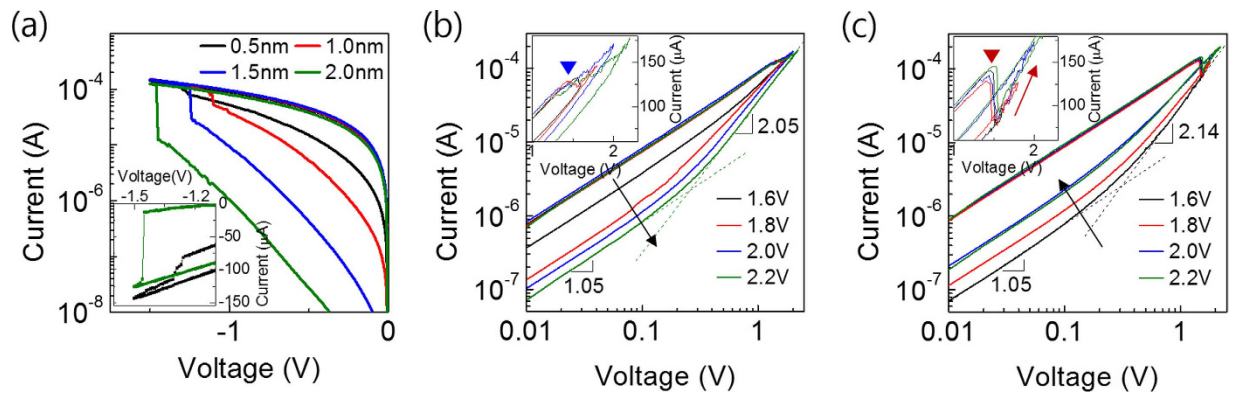 (a)
0.5nm 1.0nm
1.5nm 2.0nm
10⁻⁴
10⁻⁶
10⁻⁸
Current (A)
Voltage(V)
-1.5 -1.2
0
-50
-100
-150
Current (μA)
-1 0
Voltage (V)
(b)
10⁻⁴
10⁻⁵
10⁻⁶
10⁻⁷
Current (A)
150
100
Current (μA)
2
Voltage (V)
2.05
1.05
1.6V
1.8V
2.0V
2.2V
0.01 0.1 1
Voltage (V)
(c)
10⁻⁴
10⁻⁵
10⁻⁶
10⁻⁷
Current (A)
150
100
Current (μA)
2
Voltage (V)
2.14
1.05
1.6V
1.8V
2.0V
2.2V
0.01 0.1 1
Voltage (V)